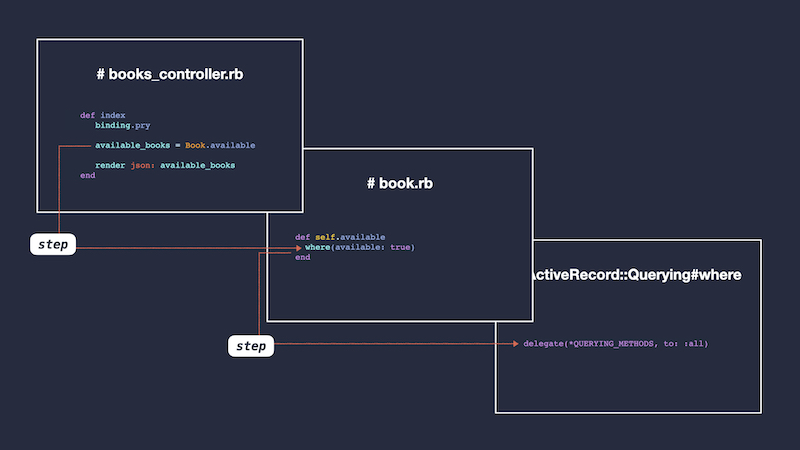 # books_controller.rb
def index
binding.pry
available_books = Book.available
render json: available_books
end
step
# book.rb
def self.available
where(available: true)
end
step
ActiveRecord::Querying#where
delegate(*QUERYING_METHODS, to: :all)